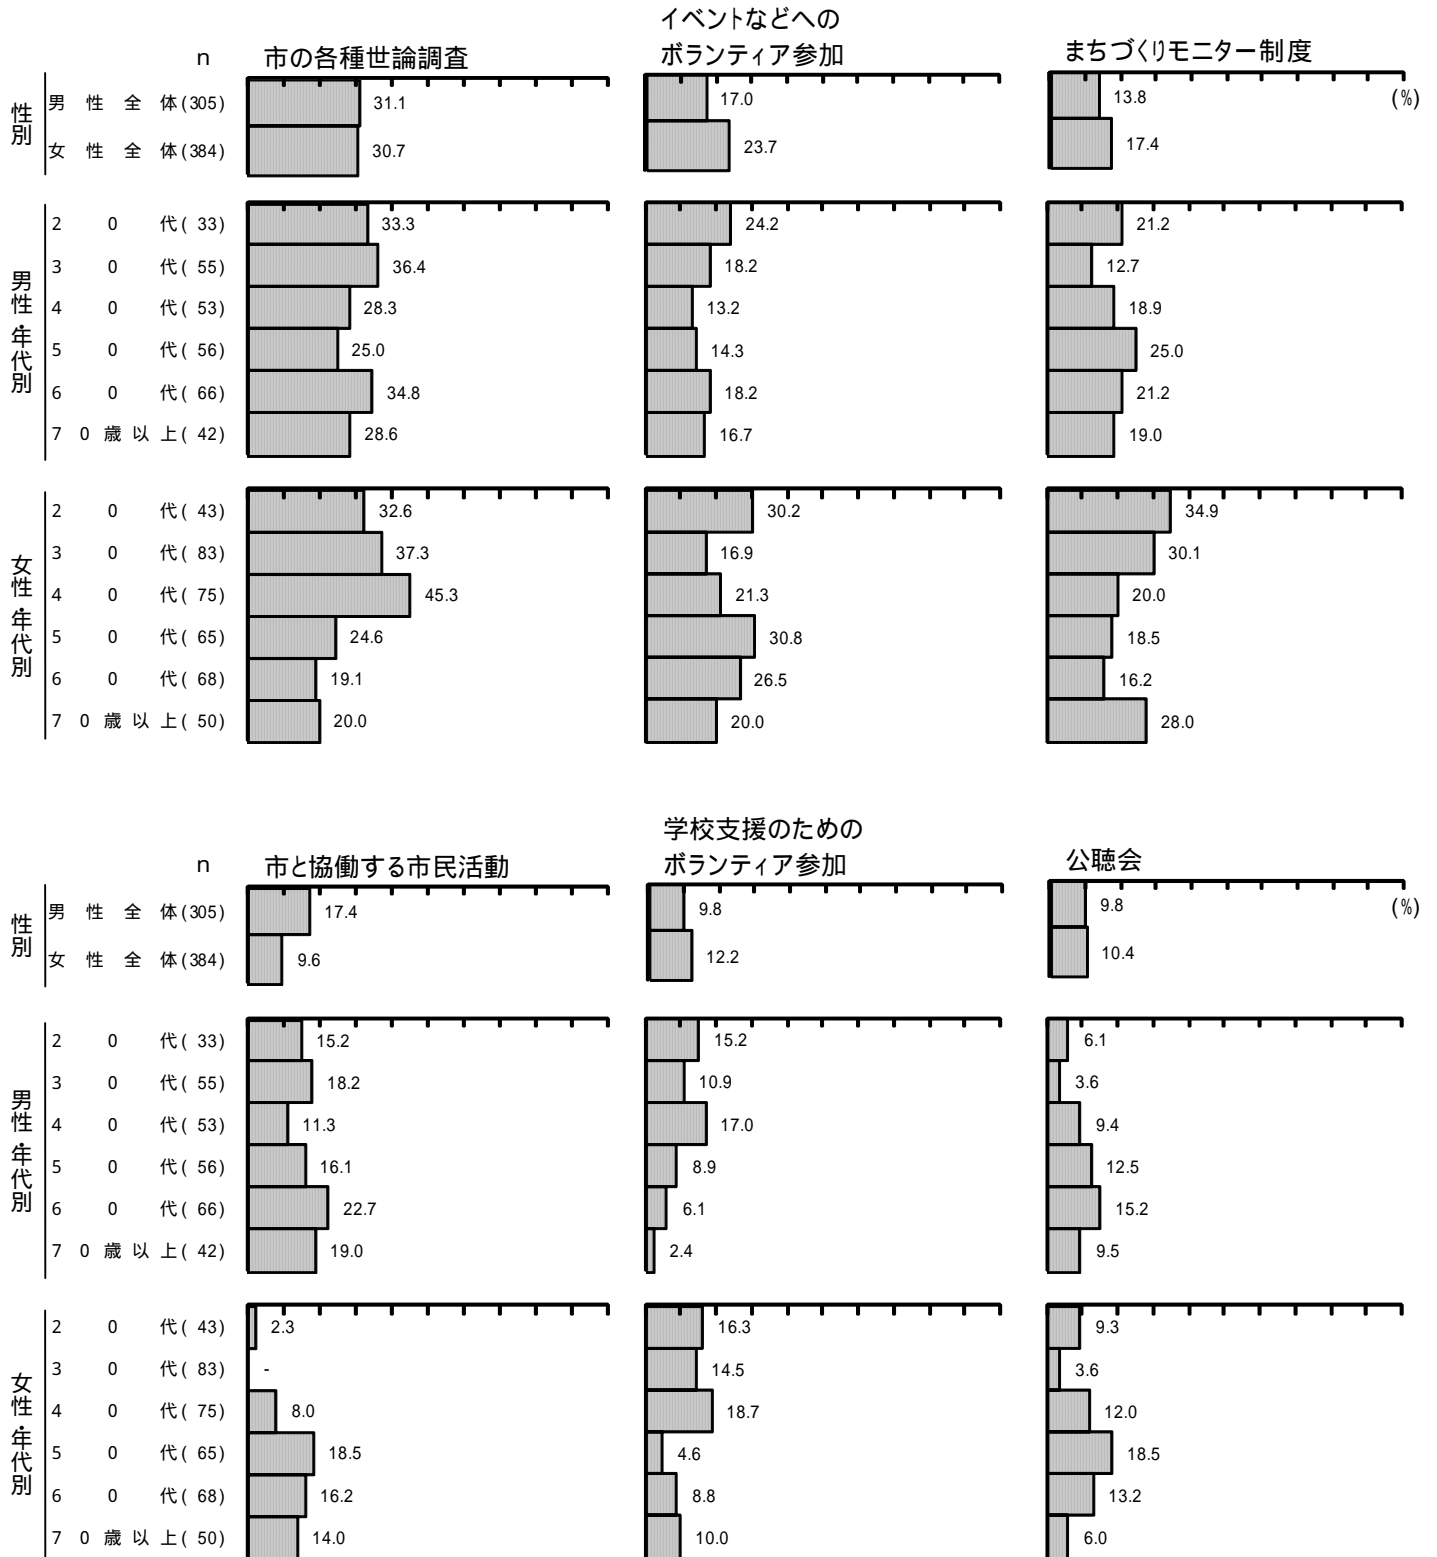 イベントなどへの
n 市の各種世論調査 ボランティア参加 まちづくりモニター制度
(%)
性別
男性全体(305) 31.1 17.0 13.8
女性全体(384) 30.7 23.7 17.4
男性・年代別
20代( 33) 33.3 24.2 21.2
30代( 55) 36.4 18.2 12.7
40代( 53) 28.3 13.2 18.9
50代( 56) 25.0 14.3 25.0
60代( 66) 34.8 18.2 21.2
70歳以上( 42) 28.6 16.7 19.0
女性・年代別
20代( 43) 32.6 30.2 34.9
30代( 83) 37.3 16.9 30.1
40代( 75) 45.3 21.3 20.0
50代( 65) 24.6 30.8 18.5
60代( 68) 19.1 26.5 16.2
70歳以上( 50) 20.0 20.0 28.0
学校支援のための
n 市と協働する市民活動 ボランティア参加 公聴会
(%)
性別
男性全体(305) 17.4 9.8 9.8
女性全体(384) 9.6 12.2 10.4
男性・年代別
20代( 33) 15.2 15.2 6.1
30代( 55) 18.2 10.9 3.6
40代( 53) 11.3 17.0 9.4
50代( 56) 16.1 8.9 12.5
60代( 66) 22.7 6.1 15.2
70歳以上( 42) 19.0 2.4 9.5
女性・年代別
20代( 43) 2.3 16.3 9.3
30代( 83) - 14.5 3.6
40代( 75) 8.0 18.7 12.0
50代( 65) 18.5 4.6 18.5
60代( 68) 16.2 8.8 13.2
70歳以上( 50) 14.0 10.0 6.0